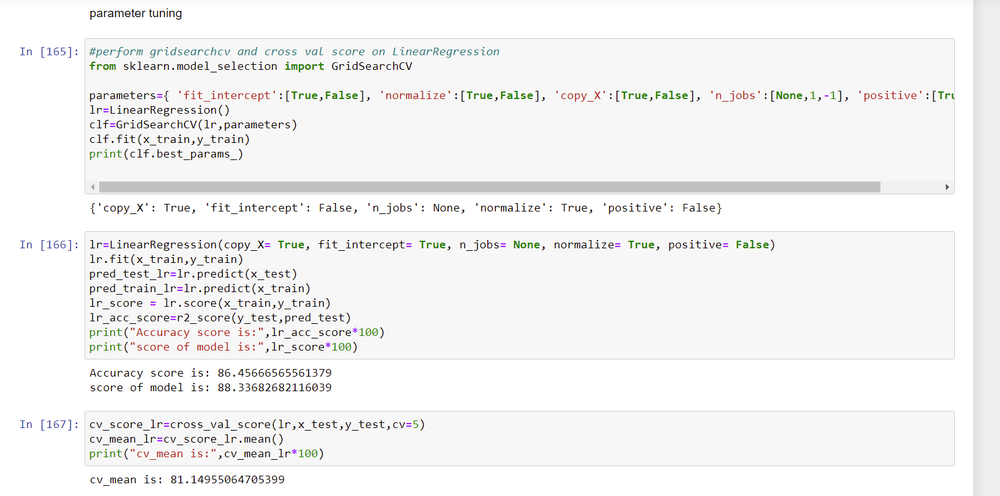 parameter tuning
In [165]:
#perform gridsearchcv and cross val score on LinearRegression
from sklearn.model_selection import GridSearchCV
parameters={ 'fit_intercept':[True,False], 'normalize':[True,False], 'copy_X':[True,False], 'n_jobs':[None,1,-1], 'positive':[Tru
lr=LinearRegression()
clf=GridSearchCV(lr,parameters)
clf.fit(x_train,y_train)
print(clf.best_params_)
{'copy_X': True, 'fit_intercept': False, 'n_jobs': None, 'normalize': True, 'positive': False}
In [166]:
lr=LinearRegression(copy_X= True, fit_intercept= True, n_jobs= None, normalize= True, positive= False)
lr.fit(x_train,y_train)
pred_test_lr=lr.predict(x_test)
pred_train_lr=lr.predict(x_train)
lr_score = lr.score(x_train,y_train)
lr_acc_score=r2_score(y_test,pred_test)
print("Accuracy score is:",lr_acc_score*100)
print("score of model is:",lr_score*100)
Accuracy score is: 86.45666565561379
score of model is: 88.33682682116039
In [167]:
cv_score_lr=cross_val_score(lr,x_test,y_test,cv=5)
cv_mean_lr=cv_score_lr.mean()
print("cv_mean is:",cv_mean_lr*100)
cv_mean is: 81.14955064705399